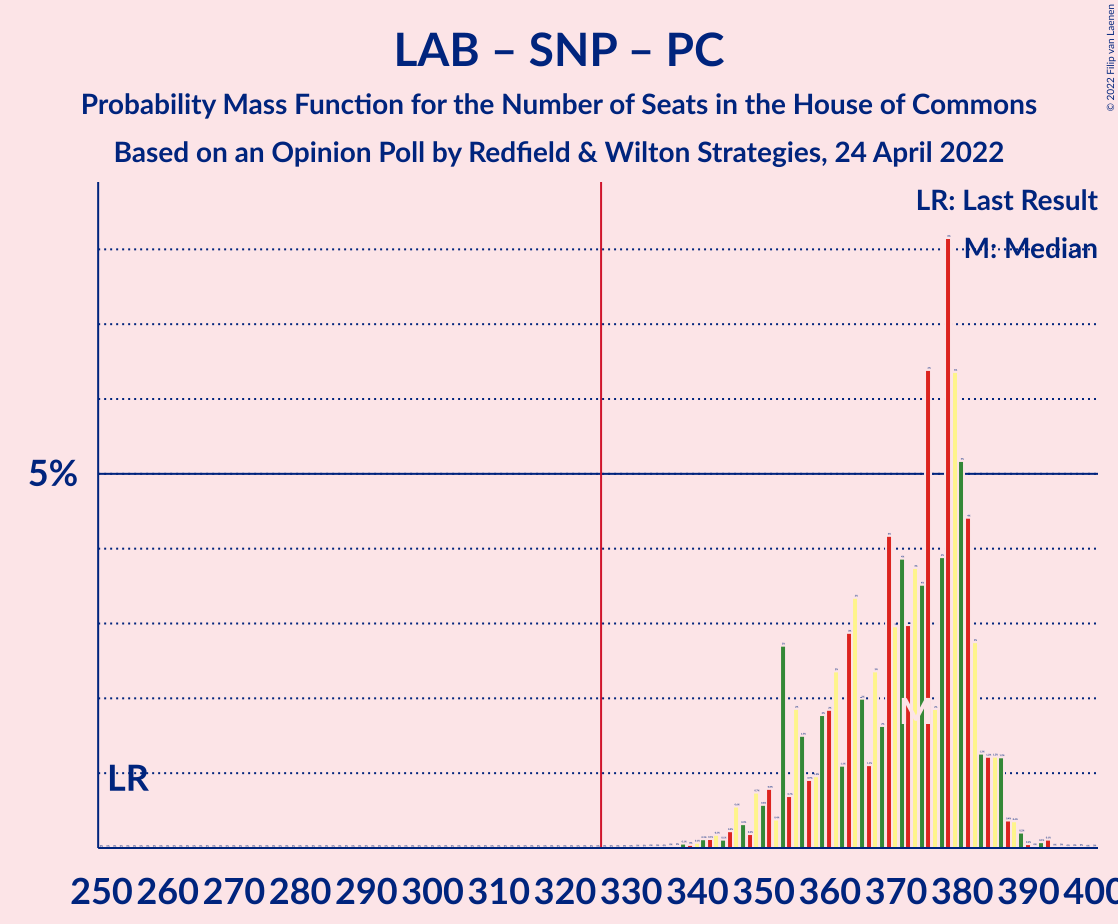 LAB – SNP – PC
Probability Mass Function for the Number of Seats in the House of Commons
Based on an Opinion Poll by Redfield & Wilton Strategies, 24 April 2022
© 2022 Filip van Laenen
LR: Last Result
M: Median
5%
LR
M
250 260 270 280 290 300 310 320 330 340 350 360 370 380 390 400